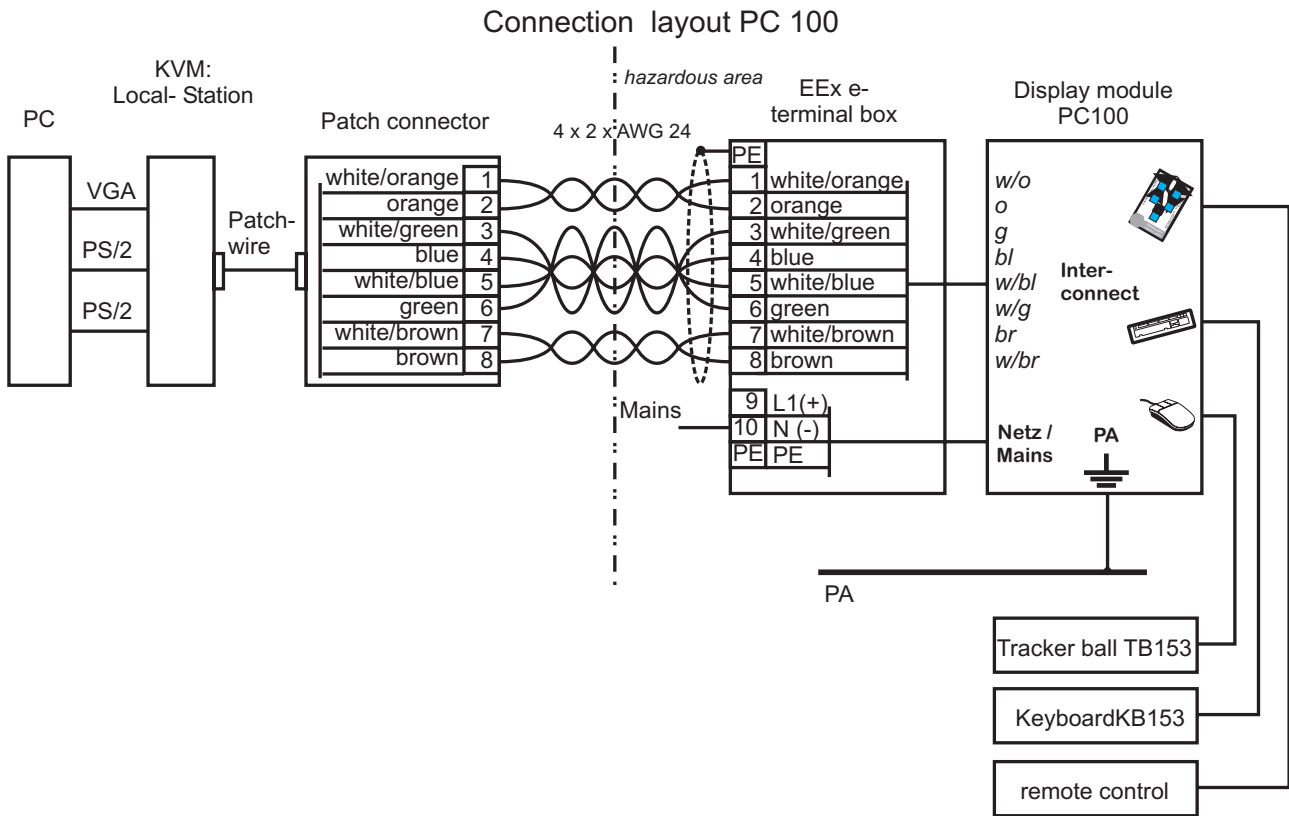 Connection layout PC 100
KVM:
Local- Station
PC
VGA
PS/2
PS/2
Patch-
wire
Patch connector
white/orange 1
orange 2
white/green 3
blue 4
white/blue 5
green 6
white/brown 7
brown 8
hazardous area
4 x 2 x AWG 24
Mains
EEx e-
terminal box
PE
1 white/orange
2 orange
3 white/green
4 blue
5 white/blue
6 green
7 white/brown
8 brown
9 L1(+)
10 N (-)
PE PE
Display module
PC100
w/o
o
g
bl
w/bl
w/g
br
w/br
Inter-
connect
Netz /
Mains
PA
PA
Tracker ball TB153
KeyboardKB153
remote control